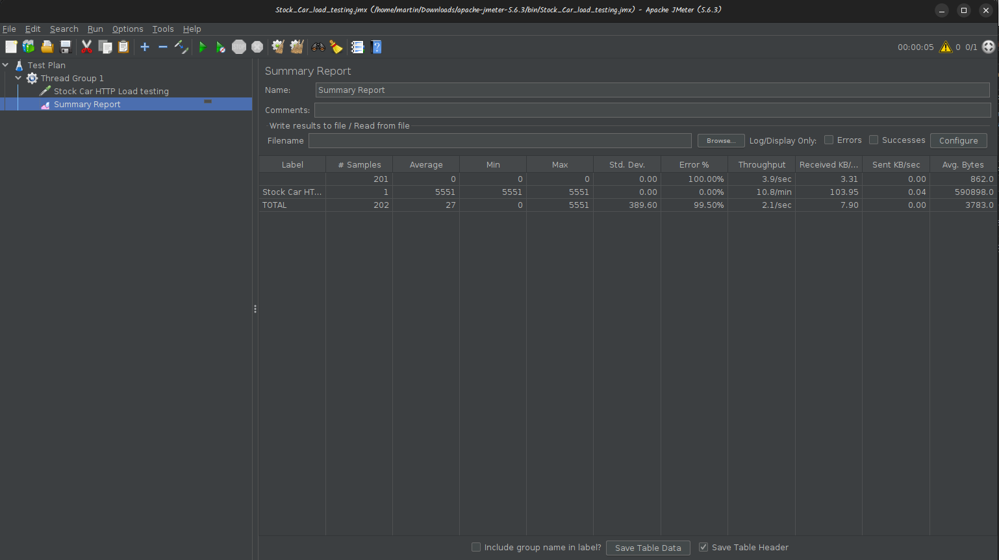 Stock_Car_load_testing.jmx (/home/martin/Downloads/apache-jmeter-5.6.3/bin/Stock_Car_load_testing.jmx) - Apache JMeter (5.6.3)
File Edit Search Run Options Tools Help
STOP 00:00:05 0 0/1
Test Plan
Thread Group 1
Stock Car HTTP Load testing
Summary Report
Summary Report
Name: Summary Report
Comments:
Write results to file / Read from file
Filename Browse... Log/Display Only: Errors Successes Configure
Label # Samples Average Min Max Std. Dev. Error % Throughput Received KB/... Sent KB/sec Avg. Bytes
201 0 0 0 0.00 100.00% 3.9/sec 3.31 0.00 862.0
Stock Car HT... 1 5551 5551 5551 0.00 0.00% 10.8/min 103.95 0.04 590898.0
TOTAL 202 27 0 5551 389.60 99.50% 2.1/sec 7.90 0.00 3783.0
Include group name in label? Save Table Data Save Table Header